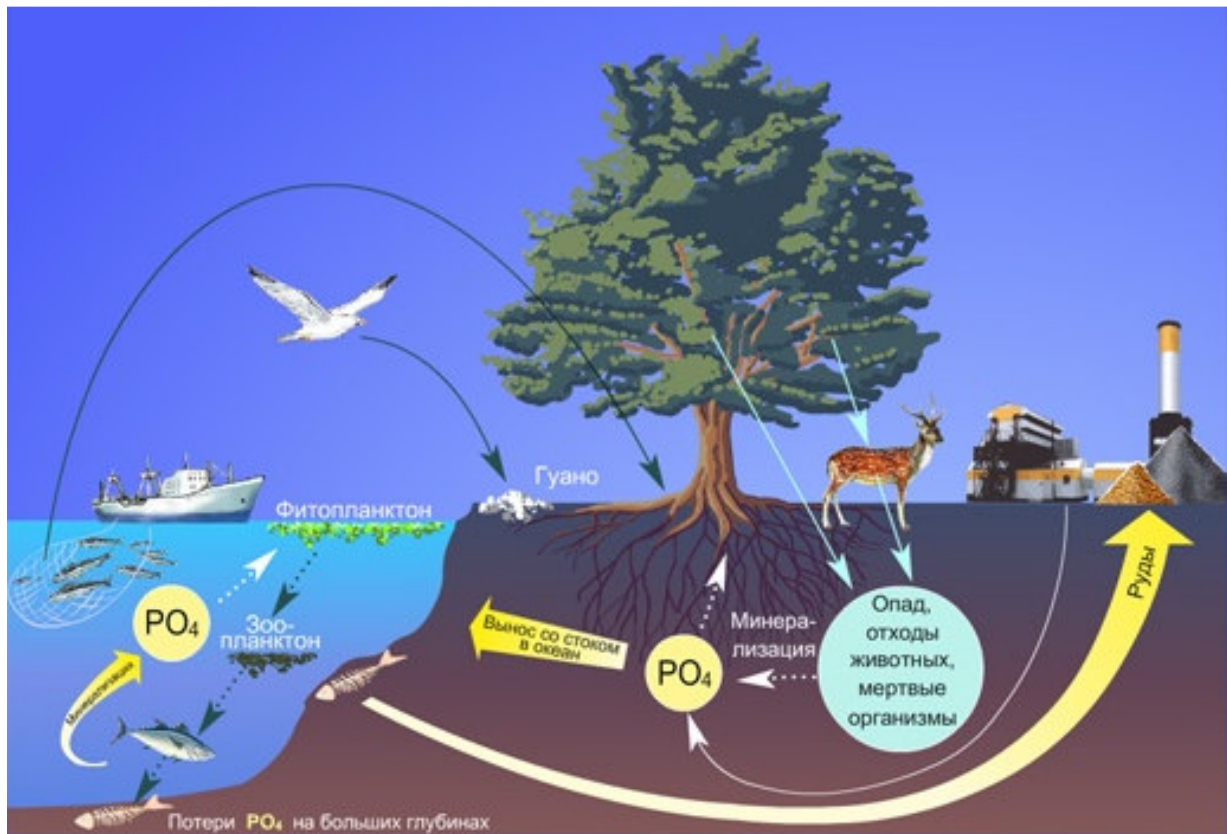 Гуано
Фитопланктон
PO₄
Зоо-
планктон
Минерализация
Вынос со стоком
в океан
PO₄
Минера-
лизация
Опад,
отходы
животных,
мертвые
организмы
Руды
Потери PO₄ на больших глубинах